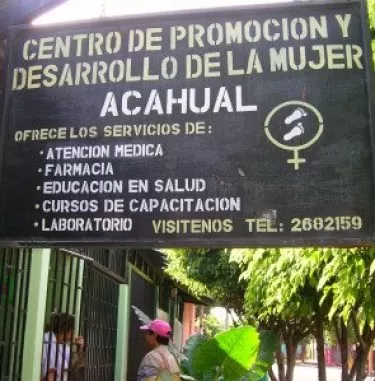 CENTRO DE PROMOCION Y
DESARROLLO DE LA MUJER
ACAHUAL
OFRECE LOS SERVICIOS DE:
• ATENCION MEDICA
• FARMACIA
• EDUCACION EN SALUD
• CURSOS DE CAPACITACION
• LABORATORIO VISITENOS TEL: 2682159